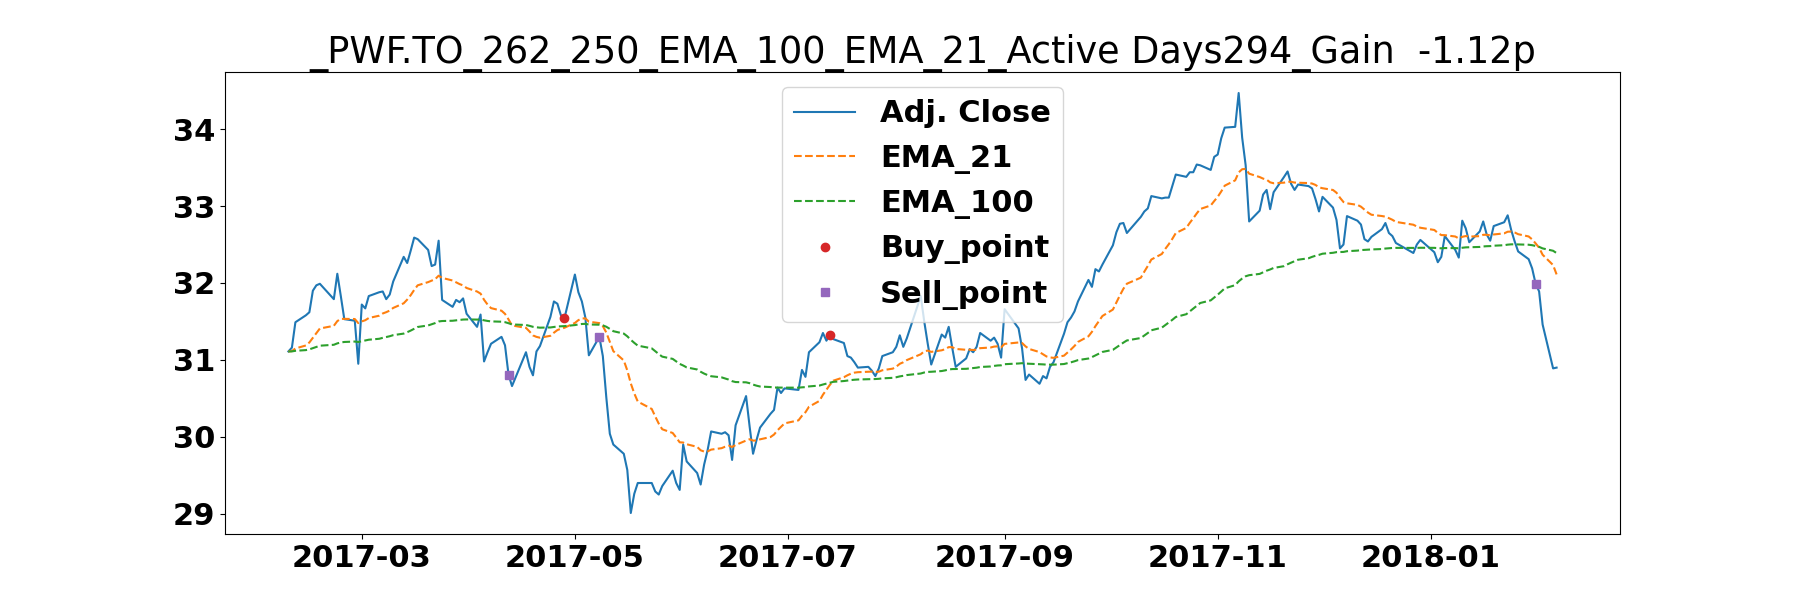 _PWF.TO_262_250_EMA_100_EMA_21_Active Days294_Gain  -1.12p
Adj. Close
EMA_21
EMA_100
Buy_point
Sell_point
34
33
32
31
30
29
2017-03 2017-05 2017-07 2017-09 2017-11 2018-01